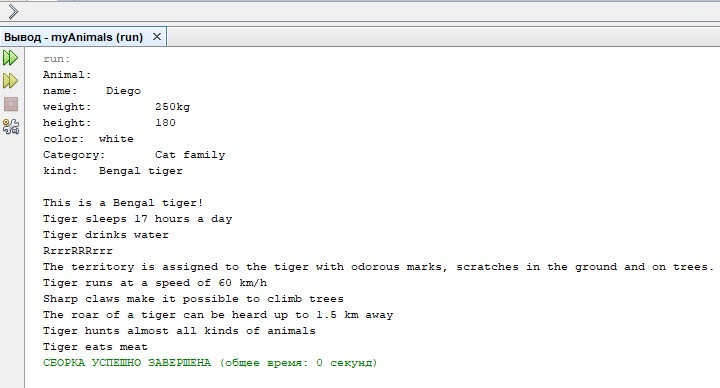 Вывод - myAnimals (run)
run:
Animal:
name: Diego
weight: 250kg
height: 180
color: white
Category: Cat family
kind: Bengal tiger
This is a Bengal tiger!
Tiger sleeps 17 hours a day
Tiger drinks water
RrrrRRRrrr
The territory is assigned to the tiger with odorous marks, scratches in the ground and on trees.
Tiger runs at a speed of 60 km/h
Sharp claws make it possible to climb trees
The roar of a tiger can be heard up to 1.5 km away
Tiger hunts almost all kinds of animals
Tiger eats meat
СБОРКА УСПЕШНО ЗАВЕРШЕНА (общее время: 0 секунд)